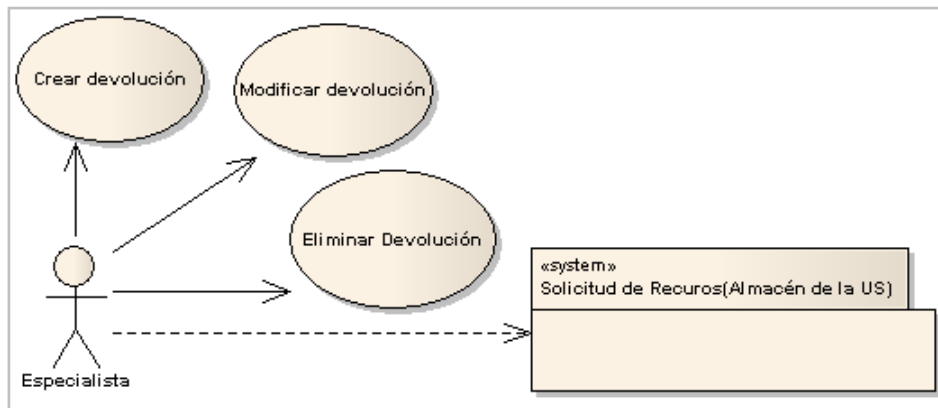 Crear devolución
Modificar devolución
Eliminar Devolución
«system»
Solicitud de Recuros(Almacén de la US)
Especialista